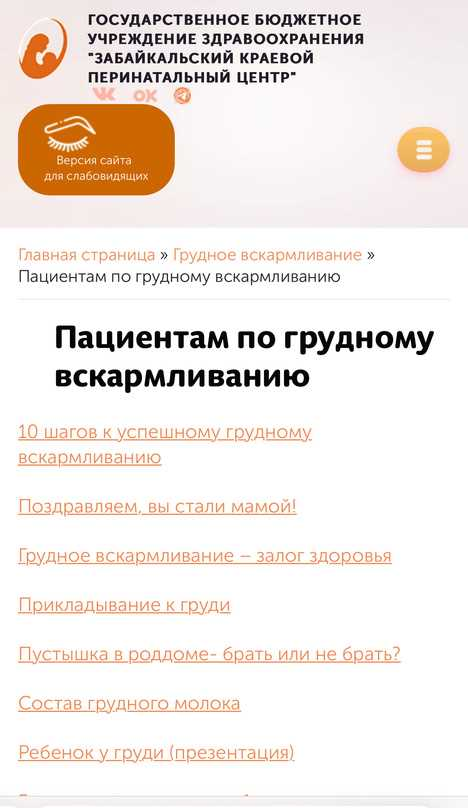 ГОСУДАРСТВЕННОЕ БЮДЖЕТНОЕ
УЧРЕЖДЕНИЕ ЗДРАВООХРАНЕНИЯ
"ЗАБАЙКАЛЬСКИЙ КРАЕВОЙ
ПЕРИНАТАЛЬНЫЙ ЦЕНТР"
Версия сайта
для слабовидящих
Главная страница » Грудное вскармливание »
Пациентам по грудному вскармливанию
Пациентам по грудному
вскармливанию
10 шагов к успешному грудному
вскармливанию
Поздравляем, вы стали мамой!
Грудное вскармливание – залог здоровья
Прикладывание к груди
Пустышка в роддоме- брать или не брать?
Состав грудного молока
Ребенок у груди (презентация)